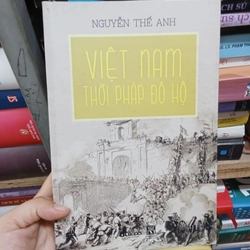 NGUYỄN THẾ ANH
VIỆT NAM
THỜI PHÁP ĐÔ HỘ